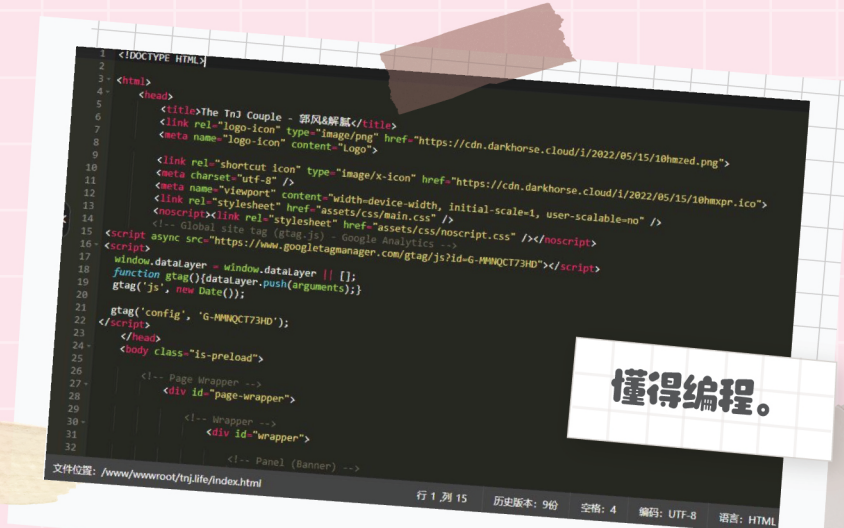 1 <!DOCTYPE HTML>
2
3 <html>
4 <head>
5 <title>The TnJ Couple - 郭风&解腻</title>
6 <link rel="logo-icon" type="image/png" href="https://cdn.darkhorse.cloud/i/2022/05/15/10hmzed.png">
7 <meta name="logo-icon" content="Logo">
8
9 <link rel="shortcut icon" type="image/x-icon" href="https://cdn.darkhorse.cloud/i/2022/05/15/10hmxpr.ico">
10 <meta charset="utf-8" />
11 <meta name="viewport" content="width=device-width, initial-scale=1, user-scalable=no" />
12 <link rel="stylesheet" href="assets/css/main.css" />
13 <noscript><link rel="stylesheet" href="assets/css/noscript.css" /></noscript>
14 <!-- Global site tag (gtag.js) - Google Analytics -->
15 <script async src="https://www.googletagmanager.com/gtag/js?id=G-MMNQCT73HD"></script>
16 <script>
17 window.dataLayer = window.dataLayer || [];
18 function gtag(){dataLayer.push(arguments);}
19 gtag('js', new Date());
20
21 gtag('config', 'G-MMNQCT73HD');
22 </script>
23 </head>
24 <body class="is-preload">
25
26 <!-- Page Wrapper -->
27 <div id="page-wrapper">
28
29 <!-- Wrapper -->
30 <div id="wrapper">
31
32 <!-- Panel (Banner) -->
懂得编程。
文件位置: /www/wwwroot/tnj.life/index.html 行 1 ,列 15 历史版本: 9份 空格: 4 编码: UTF-8 语言: HTML